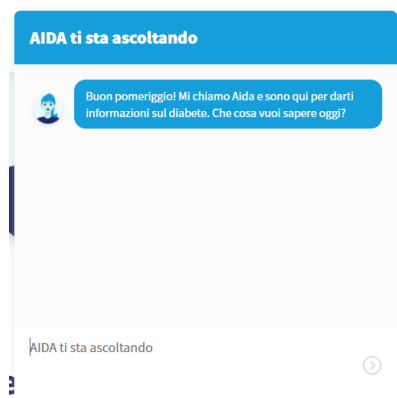 AIDA ti sta ascoltando
Buon pomeriggio! Mi chiamo Aida e sono qui per darti
informazioni sul diabete. Che cosa vuoi sapere oggi?
AIDA ti sta ascoltando
e